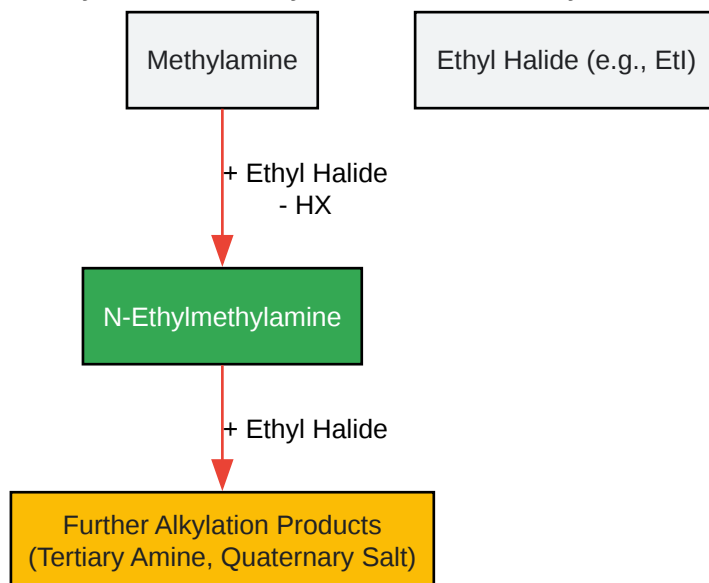 Methylamine
Ethyl Halide (e.g., EtI)
+ Ethyl Halide
- HX
N-Ethylmethylamine
+ Ethyl Halide
Further Alkylation Products
(Tertiary Amine, Quaternary Salt)